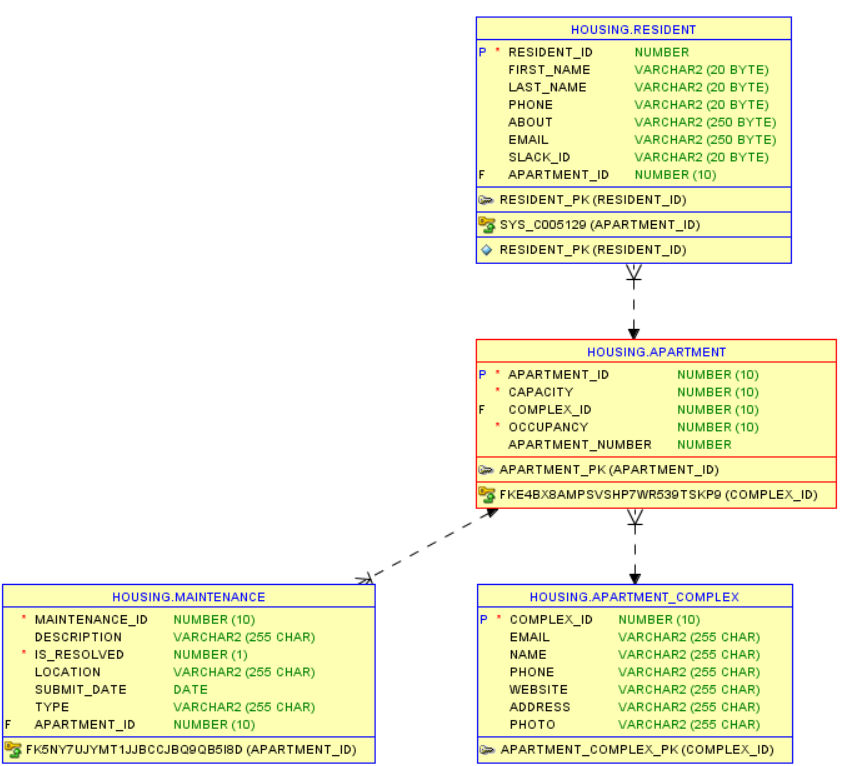 HOUSING.RESIDENT
P * RESIDENT_ID NUMBER
FIRST_NAME VARCHAR2 (20 BYTE)
LAST_NAME VARCHAR2 (20 BYTE)
PHONE VARCHAR2 (20 BYTE)
ABOUT VARCHAR2 (250 BYTE)
EMAIL VARCHAR2 (250 BYTE)
SLACK_ID VARCHAR2 (20 BYTE)
F APARTMENT_ID NUMBER (10)
RESIDENT_PK (RESIDENT_ID)
SYS_C005129 (APARTMENT_ID)
RESIDENT_PK (RESIDENT_ID)
HOUSING.APARTMENT
P * APARTMENT_ID NUMBER (10)
* CAPACITY NUMBER (10)
F COMPLEX_ID NUMBER (10)
* OCCUPANCY NUMBER (10)
APARTMENT_NUMBER NUMBER
APARTMENT_PK (APARTMENT_ID)
FKE4BX8AMPSVSHP7WR539TSKP9 (COMPLEX_ID)
HOUSING.MAINTENANCE
* MAINTENANCE_ID NUMBER (10)
DESCRIPTION VARCHAR2 (255 CHAR)
* IS_RESOLVED NUMBER (1)
LOCATION VARCHAR2 (255 CHAR)
SUBMIT_DATE DATE
TYPE VARCHAR2 (255 CHAR)
F APARTMENT_ID NUMBER (10)
FK5NY7UJYMT1JJBCCJBQ9QB5I8D (APARTMENT_ID)
HOUSING.APARTMENT_COMPLEX
P * COMPLEX_ID NUMBER (10)
EMAIL VARCHAR2 (255 CHAR)
NAME VARCHAR2 (255 CHAR)
PHONE VARCHAR2 (255 CHAR)
WEBSITE VARCHAR2 (255 CHAR)
ADDRESS VARCHAR2 (255 CHAR)
PHOTO VARCHAR2 (255 CHAR)
APARTMENT_COMPLEX_PK (COMPLEX_ID)